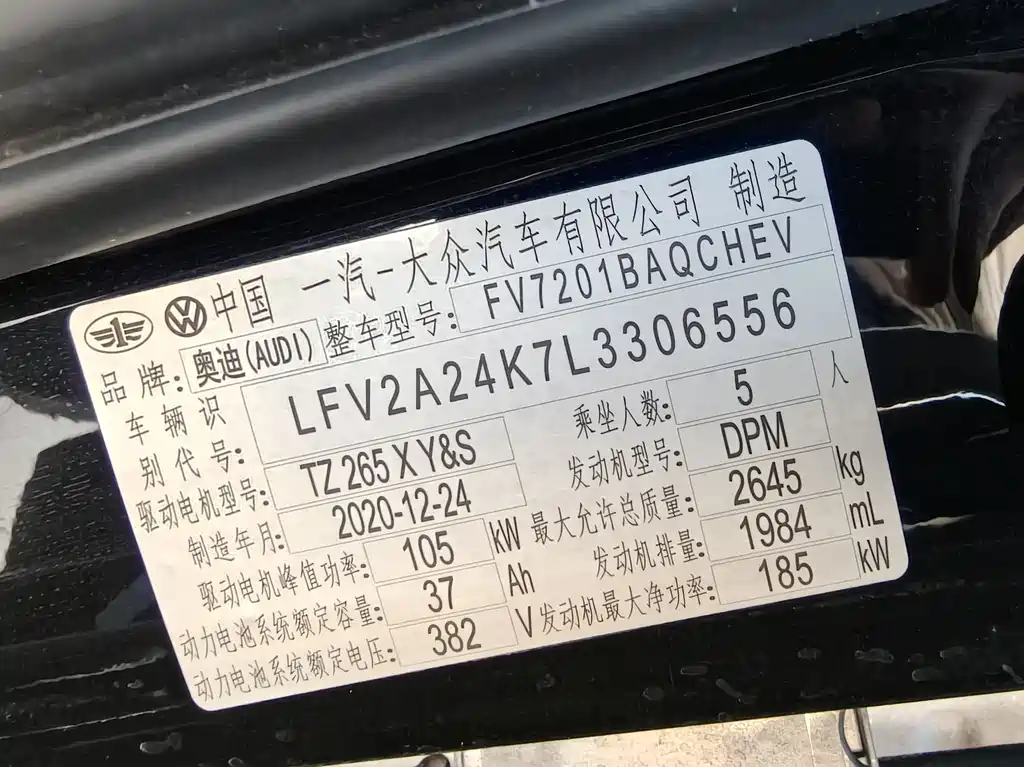 中国 一汽-大众汽车有限公司 制造
品牌: 奥迪(AUDI) 整车型号: FV7201BAQCHEV
车辆识别代号: LFV2A24K7L3306556
乘坐人数: 5 人
驱动电机型号: TZ265XY&S 发动机型号: DPM
制造年月: 2020-12-24 最大允许总质量: 2645 kg
驱动电机峰值功率: 105 kW 发动机排量: 1984 mL
动力电池系统额定容量: 37 Ah 发动机最大净功率: 185 kW
动力电池系统额定电压: 382 V